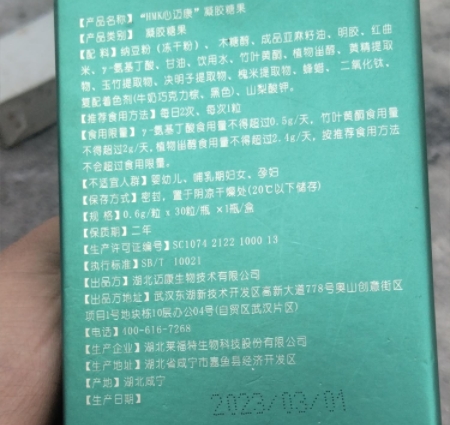 【产品名称】“HMK心迈康”凝胶糖果
【产品类别】 凝胶糖果
【配 料】纳豆粉（冻干粉）、木糖醇、成品亚麻籽油、明胶、红曲
米、γ-氨基丁酸、甘油、饮用水、竹叶黄酮、植物甾醇、黄精提取
物、玉竹提取物、决明子提取物、槐米提取物、蜂蜡、二氧化钛、
复配着色剂(牛奶巧克力棕、黑色)、山梨酸钾。
【推荐食用方法】每日2次、每次1粒
【食用限量】γ-氨基丁酸食用量不得超过0.5g/天，竹叶黄酮食用量
不得超过2g/天，植物甾醇食用量不得超过2.4g/天，按推荐食用方法
不会超过食用限量。
【不适宜人群】婴幼儿、哺乳期妇女、孕妇
【保存方式】密封，置于阴凉干燥处(20℃以下储存)
【规 格】0.6g/粒 x 30粒/瓶 ×1瓶/盒
【保质期】二年
【生产许可证编号】SC1074 2122 1000 13
【执行标准】SB/T 10021
【出品方】湖北迈康生物技术有限公司
【出品方地址】武汉东湖新技术开发区高新大道778号奥山创意街区
项目1号地块栋10层办公04号(自贸区武汉片区)
【电话】400-616-7268
【生产企业】湖北莱福特生物科技股份有限公司
【生产地址】湖北省咸宁市嘉鱼县经济开发区
【产地】湖北咸宁
【生产日期】 2023/03/01